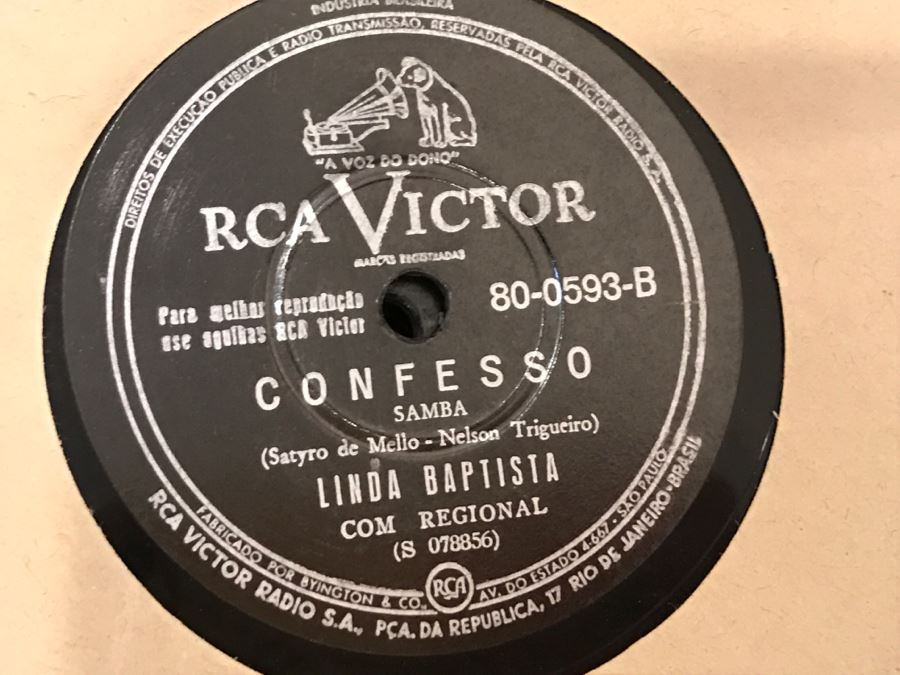 INDÚSTRIA BRASILEIRA
DIREITOS DE EXECUÇÃO PUBLICA E RADIO TRANSMISSÃO, RESERVADAS PELA RCA VICTOR RADIO S.A.
"A VOZ DO DONO"
RCA VICTOR
MARCAS REGISTRADAS
80-0593-B
Para melhor reprodução
use agulhas RCA Victor
CONFESSO
SAMBA
(Satyro de Mello - Nelson Trigueiro)
LINDA BAPTISTA
COM REGIONAL
(S 078856)
RCA
FABRICADO POR BYINGTON & CO., AV. DO ESTADO 4.667 - SÃO PAULO
RCA VICTOR RADIO S.A., PÇA. DA REPUBLICA, 17 RIO DE JANEIRO-BRASIL